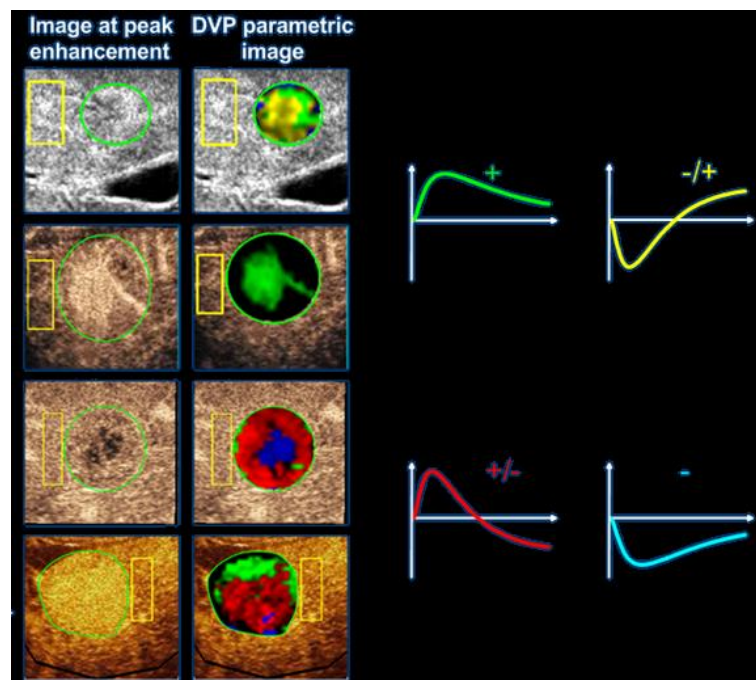 Image at peak
enhancement
DVP parametric
image
+
-/+
+/-
-